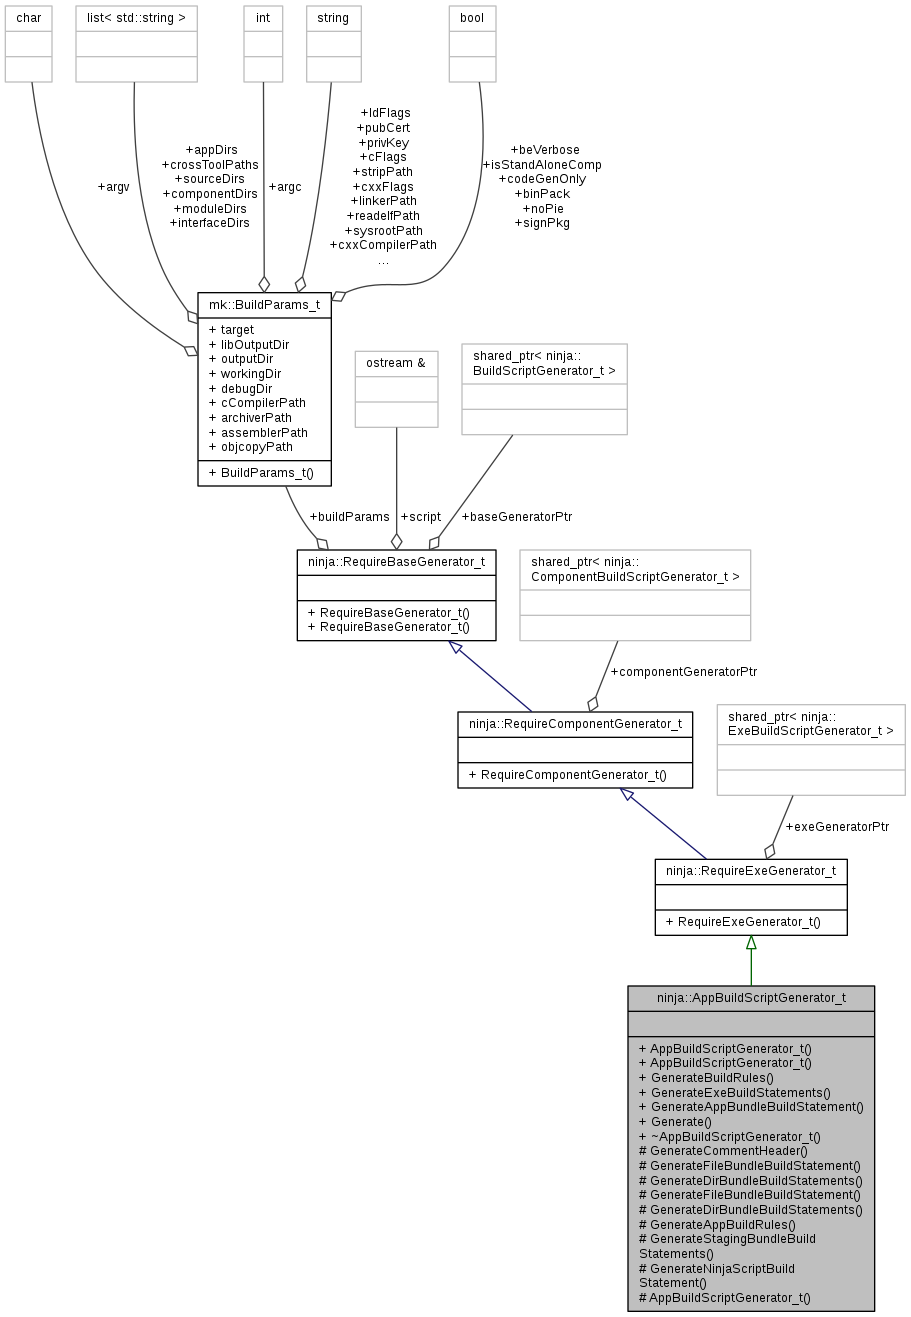 char
list< std::string >
int
string
bool
+argv
+appDirs
+crossToolPaths
+sourceDirs
+componentDirs
+moduleDirs
+interfaceDirs
+argc
+ldFlags
+pubCert
+privKey
+cFlags
+stripPath
+cxxFlags
+linkerPath
+readelfPath
+sysrootPath
+cxxCompilerPath
...
+beVerbose
+isStandAloneComp
+codeGenOnly
+binPack
+noPie
+signPkg
mk::BuildParams_t
+ target
+ libOutputDir
+ outputDir
+ workingDir
+ debugDir
+ cCompilerPath
+ archiverPath
+ assemblerPath
+ objcopyPath
+ BuildParams_t()
ostream &
shared_ptr< ninja::
BuildScriptGenerator_t >
+buildParams
+script
+baseGeneratorPtr
ninja::RequireBaseGenerator_t
+ RequireBaseGenerator_t()
+ RequireBaseGenerator_t()
shared_ptr< ninja::
ComponentBuildScriptGenerator_t >
+componentGeneratorPtr
ninja::RequireComponentGenerator_t
+ RequireComponentGenerator_t()
shared_ptr< ninja::
ExeBuildScriptGenerator_t >
+exeGeneratorPtr
ninja::RequireExeGenerator_t
+ RequireExeGenerator_t()
ninja::AppBuildScriptGenerator_t
+ AppBuildScriptGenerator_t()
+ AppBuildScriptGenerator_t()
+ GenerateBuildRules()
+ GenerateExeBuildStatements()
+ GenerateAppBundleBuildStatement()
+ Generate()
+ ~AppBuildScriptGenerator_t()
# GenerateCommentHeader()
# GenerateFileBundleBuildStatement()
# GenerateDirBundleBuildStatements()
# GenerateFileBundleBuildStatement()
# GenerateDirBundleBuildStatements()
# GenerateAppBuildRules()
# GenerateStagingBundleBuild
Statements()
# GenerateNinjaScriptBuild
Statement()
# AppBuildScriptGenerator_t()